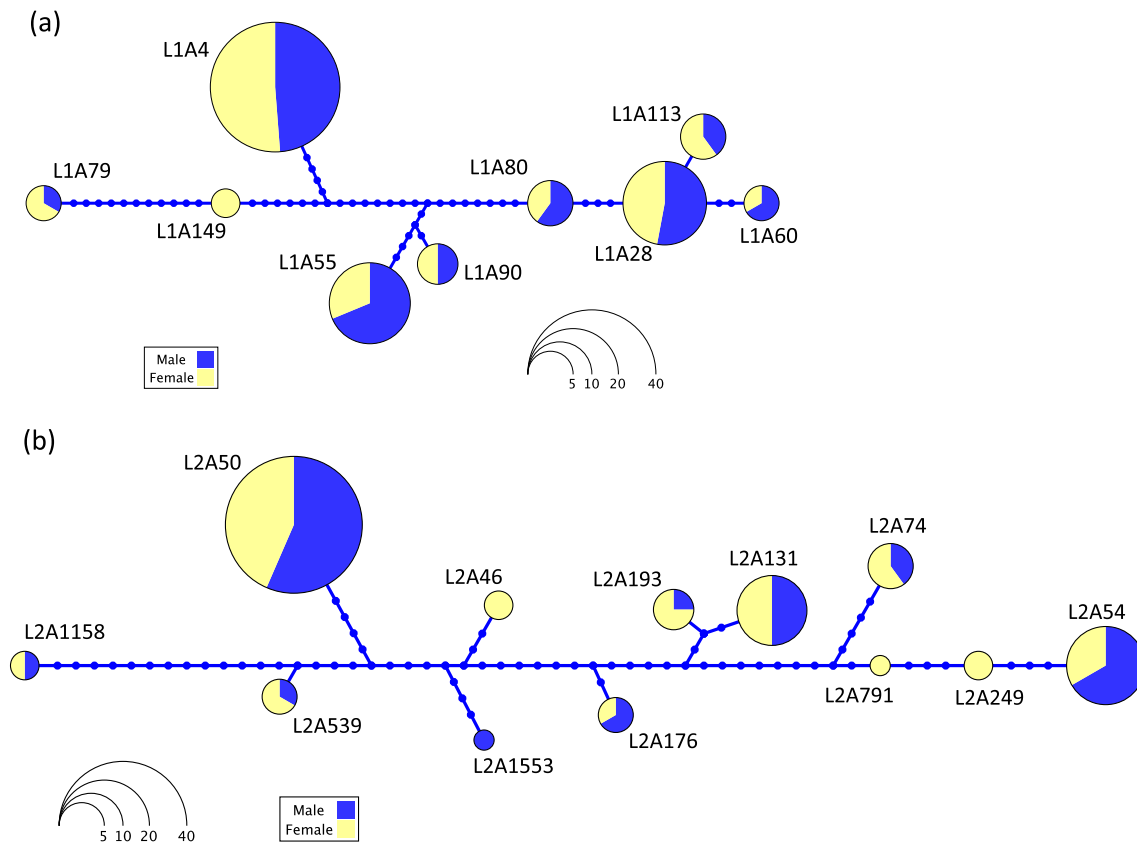 (a)
L1A4
L1A113
L1A79
L1A80
L1A149
L1A28
L1A60
L1A55
L1A90
Male
Female
5 10 20 40
(b)
L2A50
L2A74
L2A46
L2A193
L2A131
L2A54
L2A1158
L2A791
L2A249
L2A539
L2A176
L2A1553
Male
Female
5 10 20 40